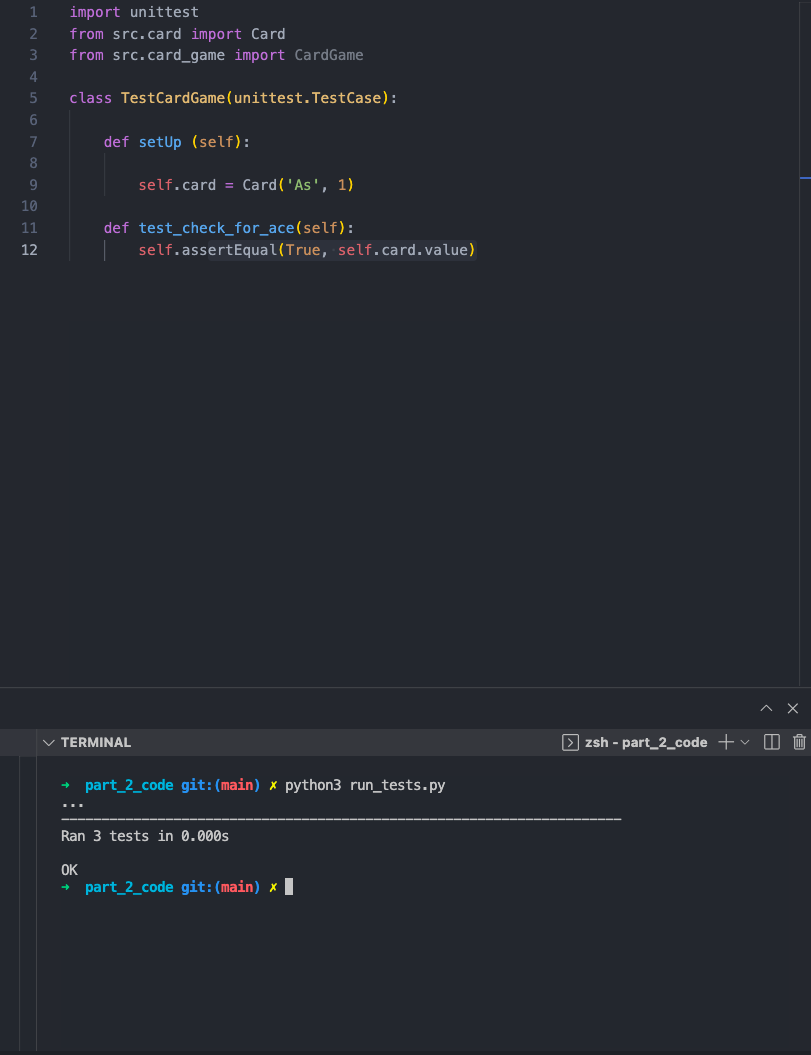 1 import unittest
2 from src.card import Card
3 from src.card_game import CardGame
4
5 class TestCardGame(unittest.TestCase):
6
7 def setUp (self):
8
9 self.card = Card('As', 1)
10
11 def test_check_for_ace(self):
12 self.assertEqual(True, self.card.value)
TERMINAL zsh - part_2_code
➜ part_2_code git:(main) ✗ python3 run_tests.py
...
----------------------------------------------------------------------
Ran 3 tests in 0.000s
OK
➜ part_2_code git:(main) ✗